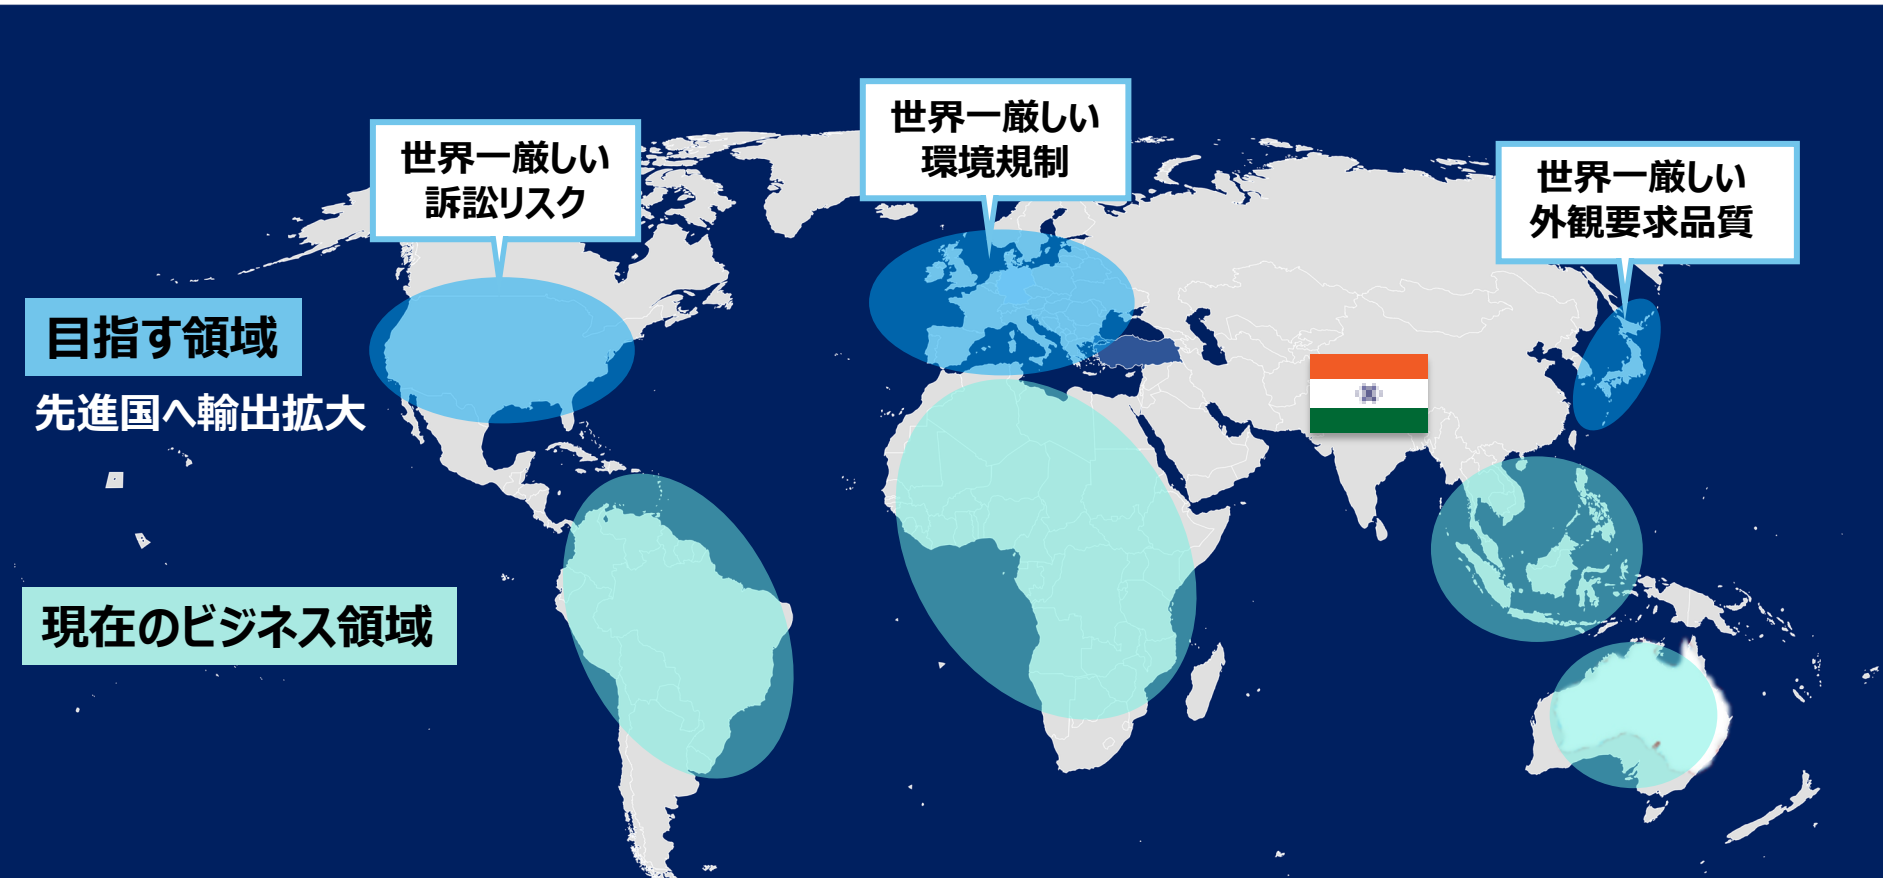 世界一厳しい
訴訟リスク
世界一厳しい
環境規制
世界一厳しい
外観要求品質
目指す領域
先進国へ輸出拡大
現在のビジネス領域